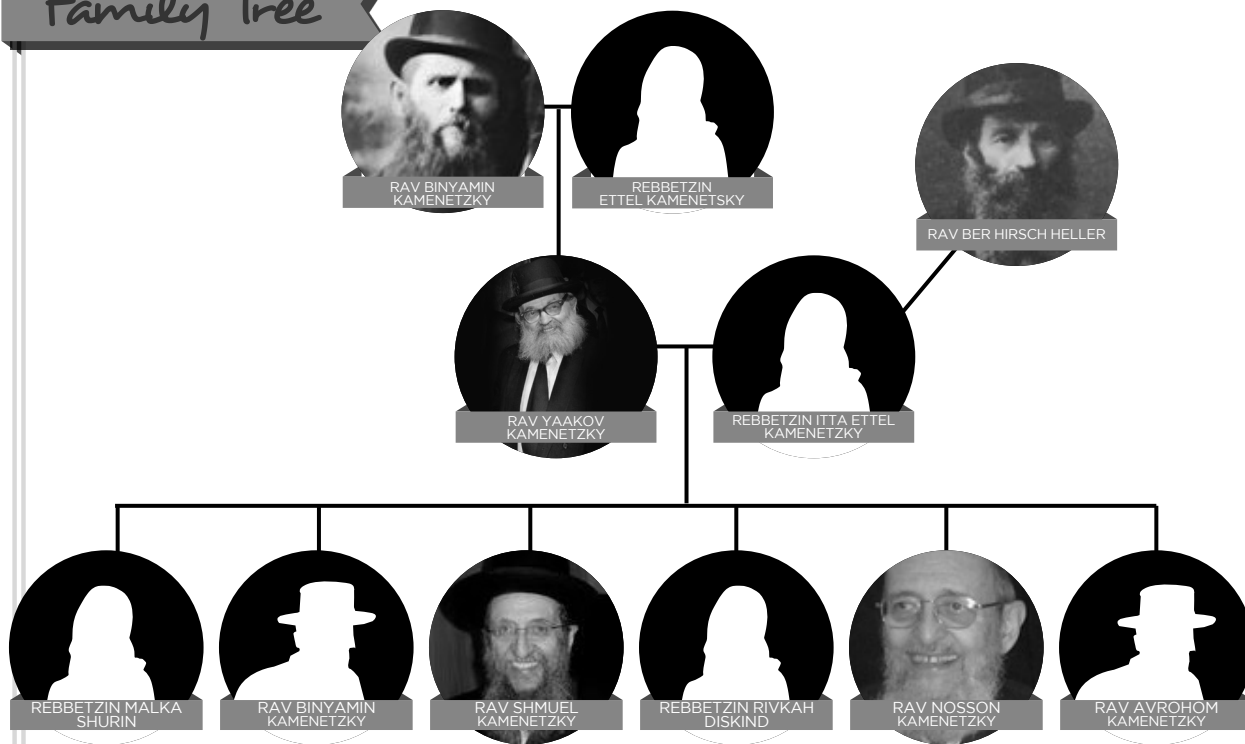 Family Tree
RAV BINYAMIN
KAMENETZKY
REBBETZIN
ETTEL KAMENETSKY
RAV BER HIRSCH HELLER
RAV YAAKOV
KAMENETZKY
REBBETZIN ITTA ETTEL
KAMENETZKY
REBBETZIN MALKA
SHURIN
RAV BINYAMIN
KAMENETZKY
RAV SHMUEL
KAMENETZKY
REBBETZIN RIVKAH
DISKIND
RAV NOSSON
KAMENETZKY
RAV AVROHOM
KAMENETZKY